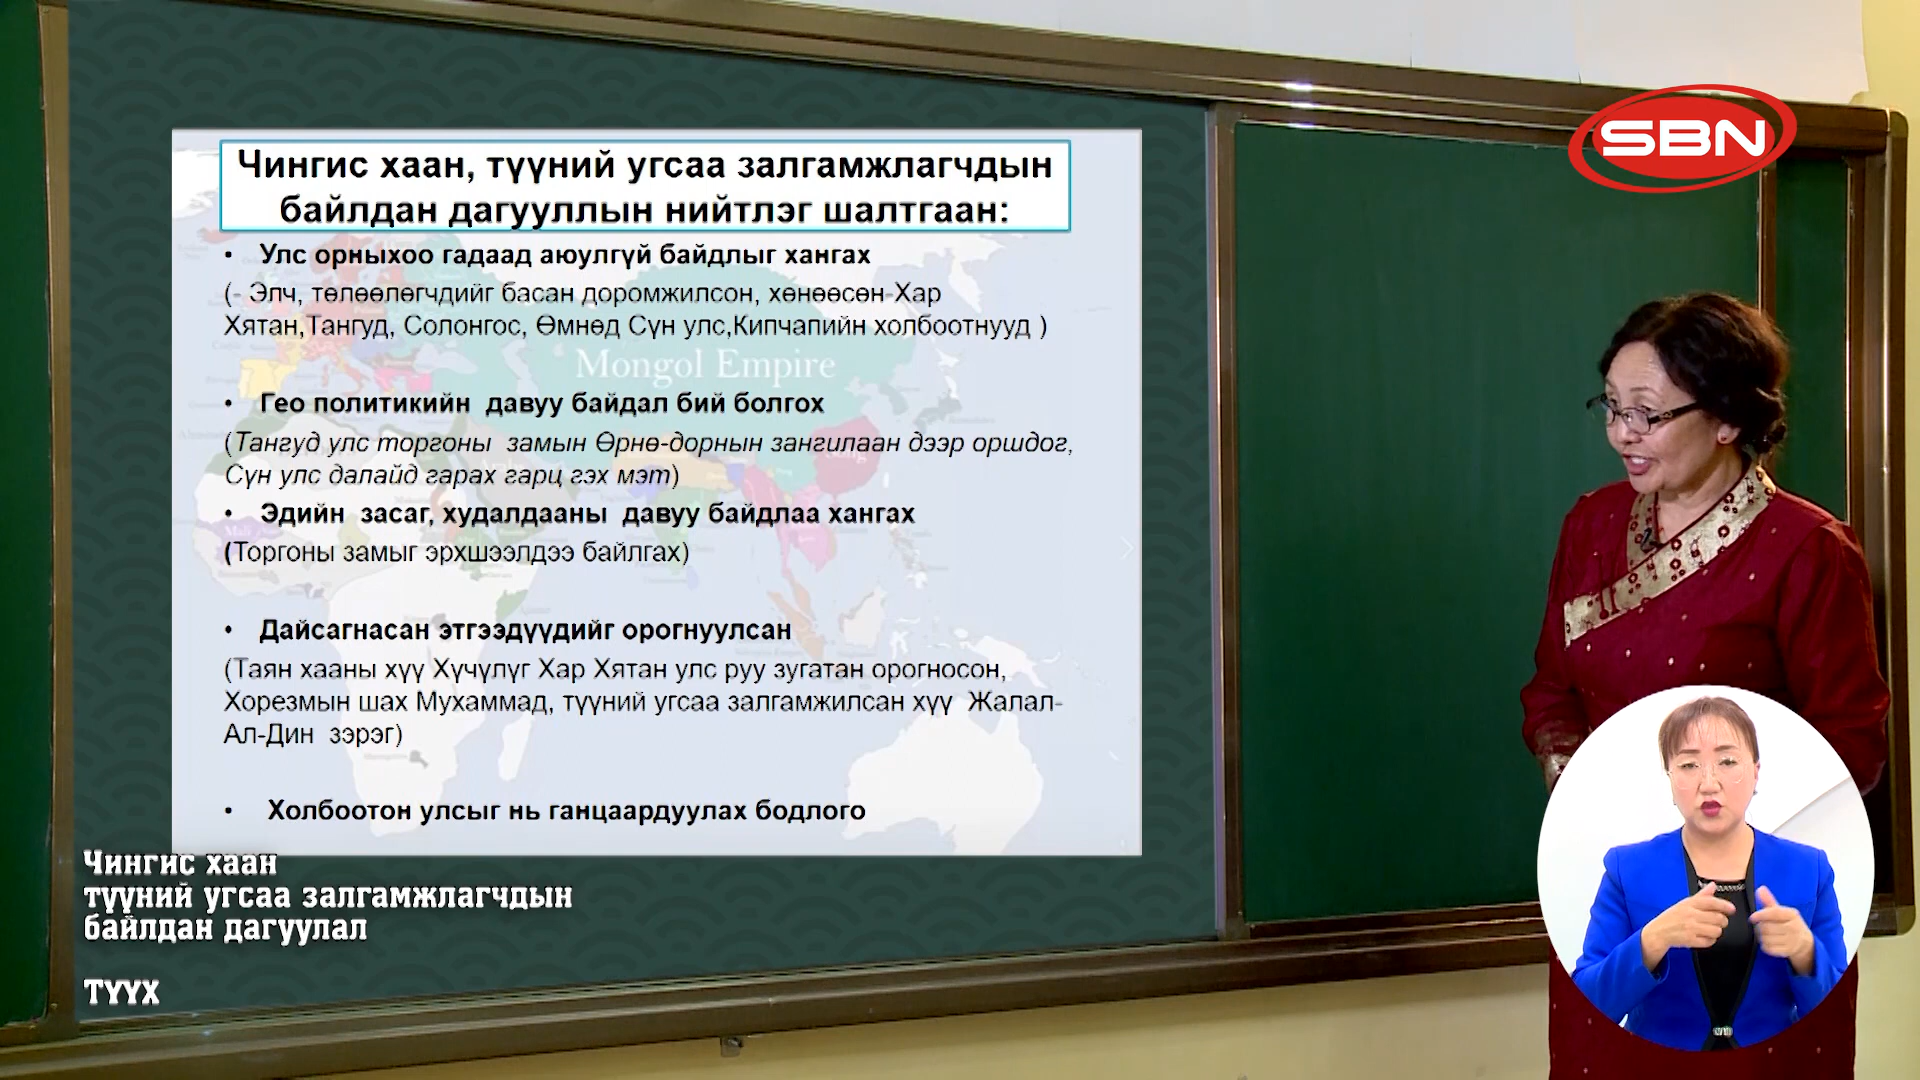 SBN
Чингис хаан, түүний угсаа залгамжлагчдын
байлдан дагууллын нийтлэг шалтгаан:
• Улс орныхоо гадаад аюулгүй байдлыг хангах
(- Элч, төлөөлөгчдийг басан доромжилсон, хөнөөсөн-Хар
Хятан,Тангуд, Солонгос, Өмнөд Сүн улс,Кипчапийн холбоотнууд )
Mongol Empire
• Гео политикийн давуу байдал бий болгох
(Тангуд улс торгоны замын Өрнө-дорнын зангилаан дээр оршдог,
Сүн улс далайд гарах гарц гэх мэт)
• Эдийн засаг, худалдааны давуу байдлаа хангах
(Торгоны замыг эрхшээлдээ байлгах)
• Дайсагнасан этгээдүүдийг орогнуулсан
(Таян хааны хүү Хүчүлүг Хар Хятан улс руу зугатан орогносон,
Хорезмын шах Мухаммад, түүний угсаа залгамжилсан хүү Жалал-
Ал-Дин зэрэг)
• Холбоотон улсыг нь ганцаардуулах бодлого
Чингис хаан
түүний угсаа залгамжлагчдын
байлдан дагуулал
ТҮҮХ